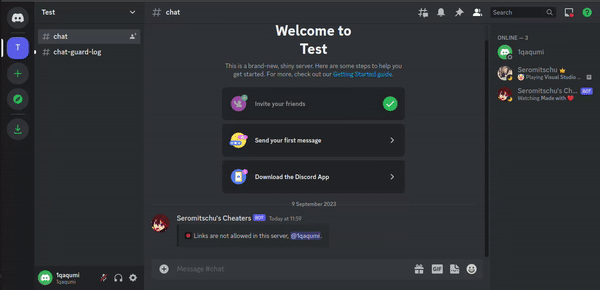 Test
chat
Search
chat
chat-guard-log
T
Welcome to
Test
This is a brand-new, shiny server. Here are some steps to help you
get started. For more, check out our Getting Started guide.
Invite your friends
Send your first message
Download the Discord App
9 September 2023
Seromitschu's Cheaters BOT Today at 11:59
Links are not allowed in this server, @1qaqumi.
Message #chat
GIF
1qaqumi
1qaqumi
ONLINE — 3
1qaqumi
Seromitschu
Playing Visual Studio ...
Seromitschu's Ch... BOT
Watching Made with